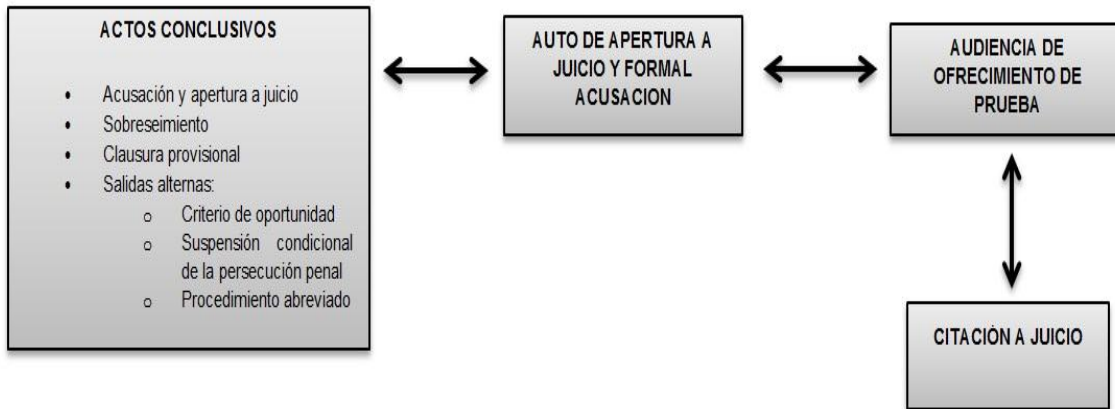 ACTOS CONCLUSIVOS
• Acusación y apertura a juicio
• Sobreseimiento
• Clausura provisional
• Salidas alternas:
o Criterio de oportunidad
o Suspensión condicional
de la persecución penal
o Procedimiento abreviado
AUTO DE APERTURA A
JUICIO Y FORMAL
ACUSACION
AUDIENCIA DE
OFRECIMIENTO DE
PRUEBA
CITACIÓN A JUICIO